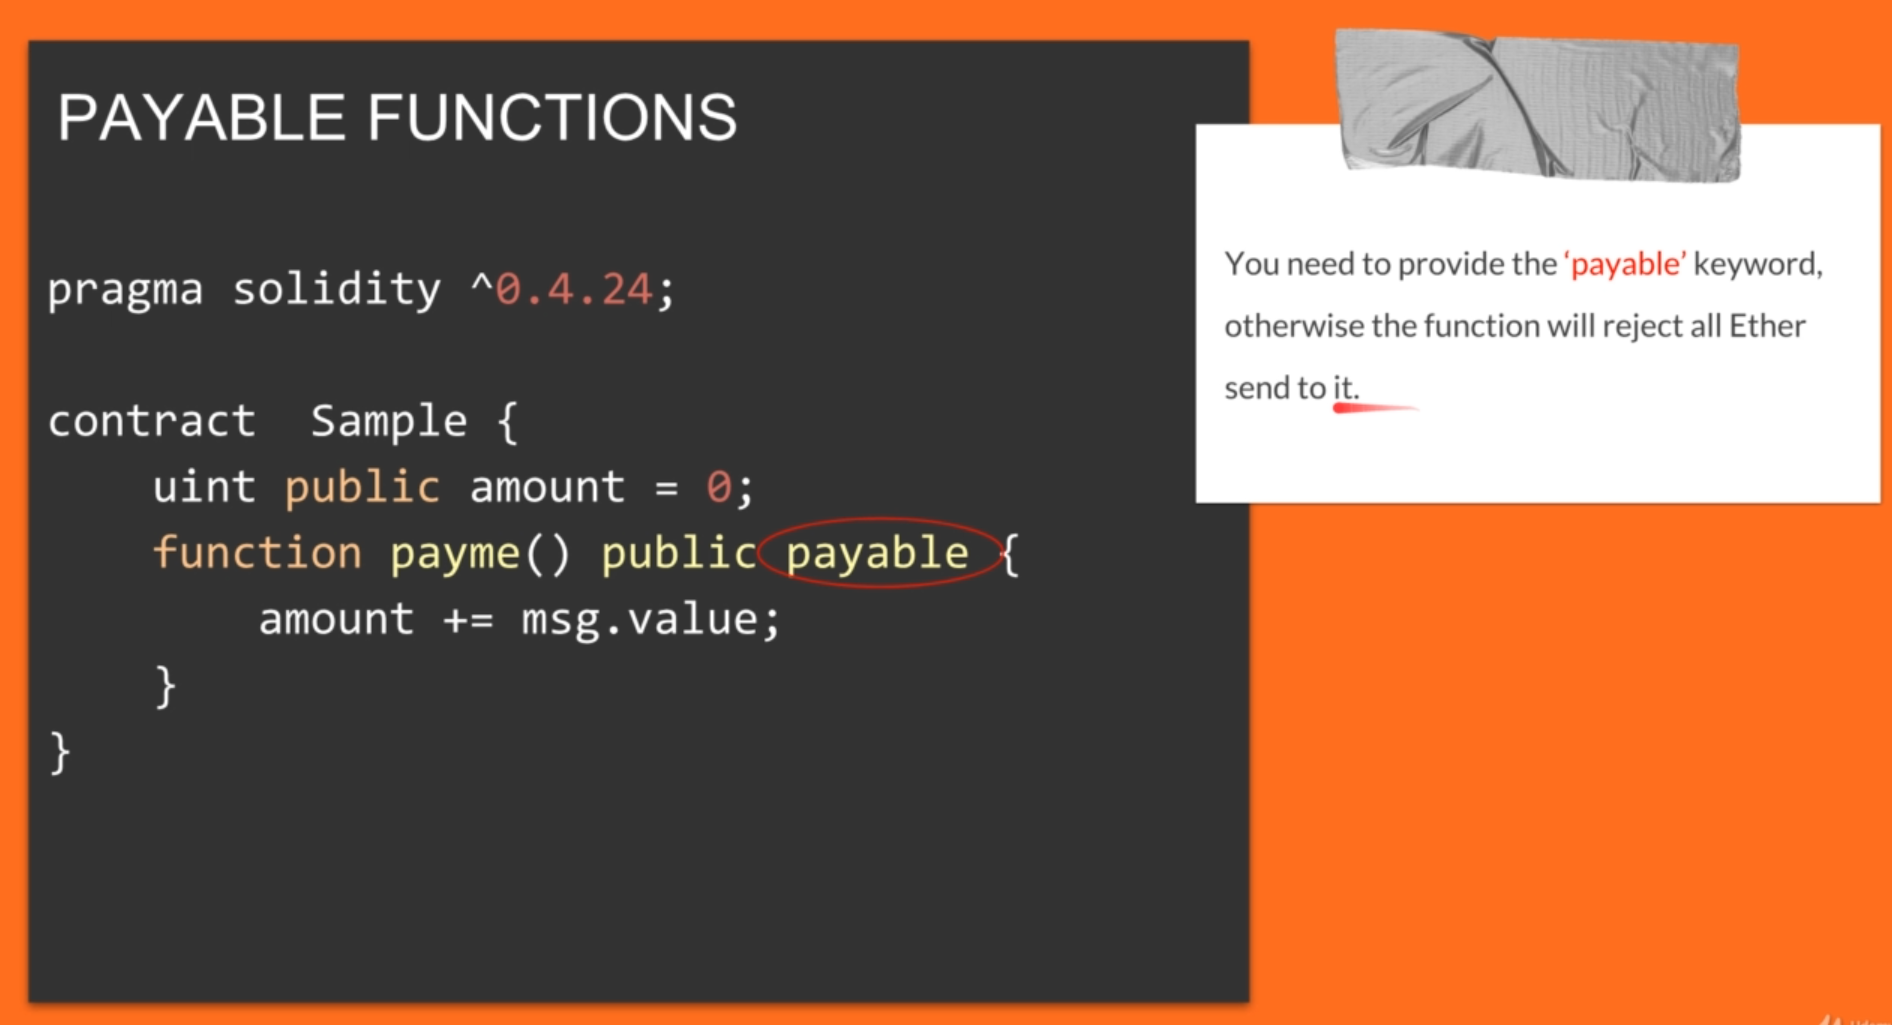 PAYABLE FUNCTIONS
pragma solidity ^0.4.24;
contract  Sample {
    uint public amount = 0;
    function payme() public payable {
        amount += msg.value;
    }
}
You need to provide the ‘payable’ keyword,
otherwise the function will reject all Ether
send to it.